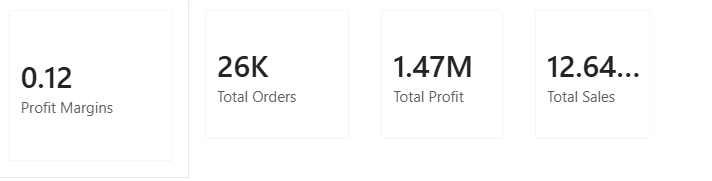 0.12
Profit Margins
26K
Total Orders
1.47M
Total Profit
12.64...
Total Sales